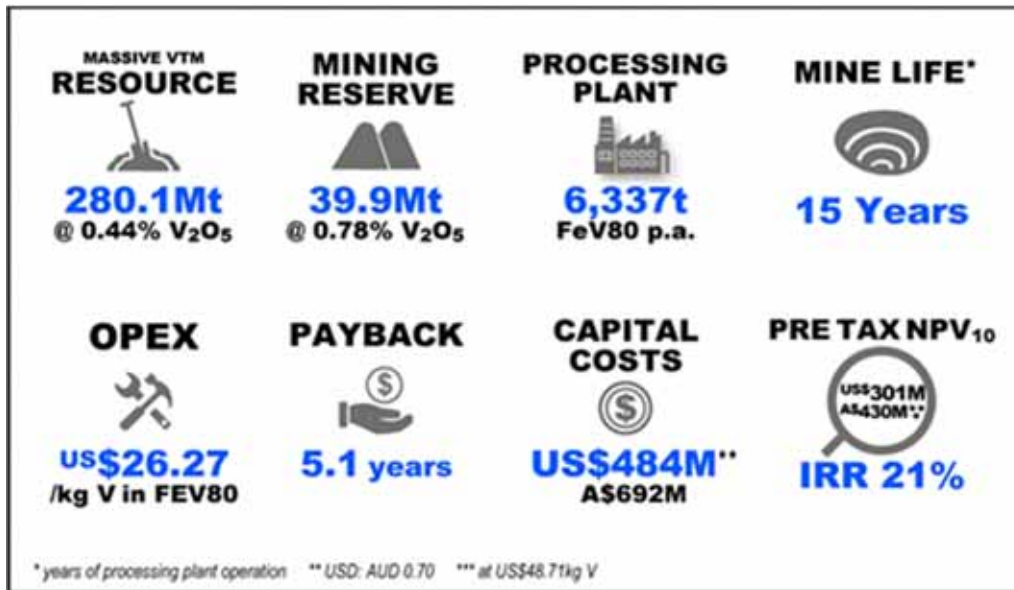 MASSIVE VTM
RESOURCE
280.1Mt
@ 0.44% V₂O₅
MINING
RESERVE
39.9Mt
@ 0.78% V₂O₅
PROCESSING
PLANT
6,337t
FeV80 p.a.
MINE LIFE*
15 Years
OPEX
US$26.27
/kg V in FEV80
PAYBACK
$
5.1 years
CAPITAL
COSTS
$
US$484M**
A$692M
PRE TAX NPV₁₀
US$301M
A$430M***
IRR 21%
* years of processing plant operation ** USD: AUD 0.70 *** at US$48.71kg V